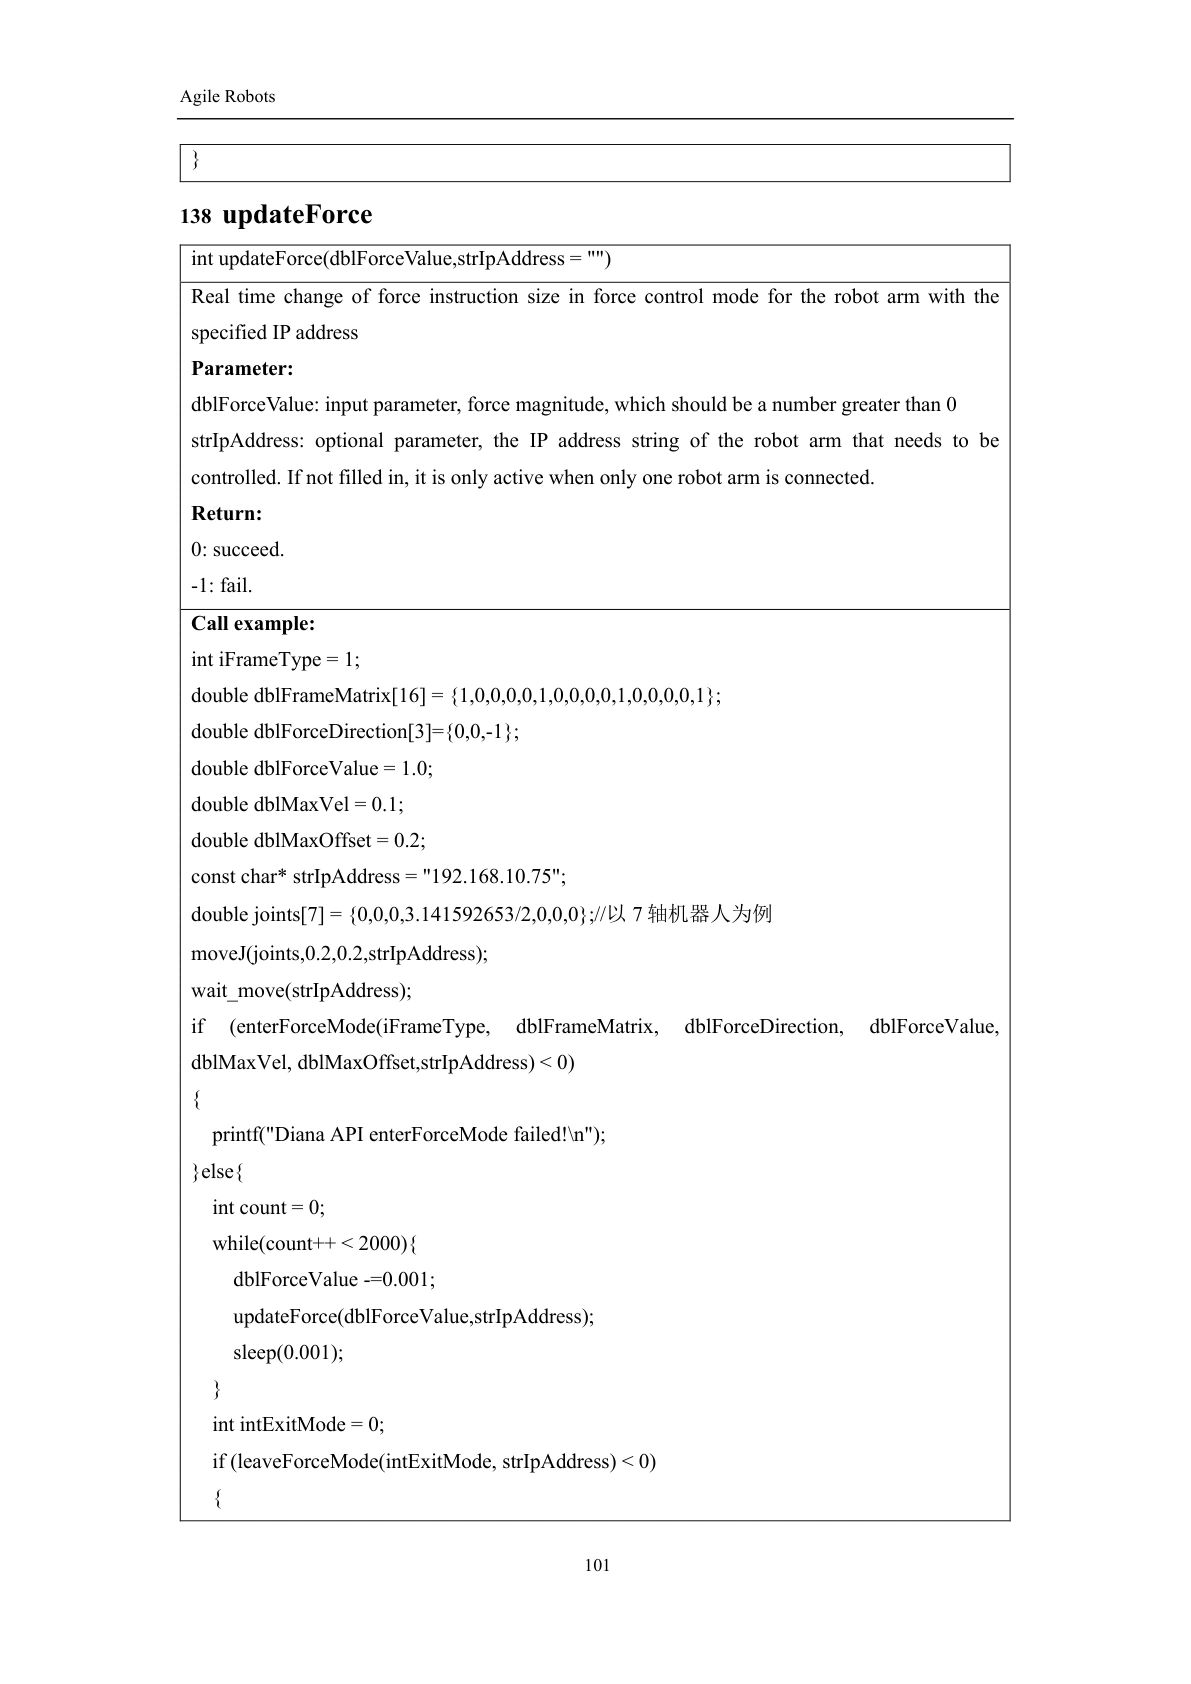 Agile Robots
}
138 updateForce
int updateForce(dblForceValue,strIpAddress = "")
Real time change of force instruction size in force control mode for the robot arm with the
specified IP address
Parameter:
dblForceValue: input parameter, force magnitude, which should be a number greater than 0
strIpAddress: optional parameter, the IP address string of the robot arm that needs to be
controlled. If not filled in, it is only active when only one robot arm is connected.
Return:
0: succeed.
-1: fail.
Call example:
int iFrameType = 1;
double dblFrameMatrix[16] = {1,0,0,0,0,1,0,0,0,0,1,0,0,0,0,1};
double dblForceDirection[3]={0,0,-1};
double dblForceValue = 1.0;
double dblMaxVel = 0.1;
double dblMaxOffset = 0.2;
const char* strIpAddress = "192.168.10.75";
double joints[7] = {0,0,0,3.141592653/2,0,0,0};//以 7 轴机器人为例
moveJ(joints,0.2,0.2,strIpAddress);
wait_move(strIpAddress);
if (enterForceMode(iFrameType, dblFrameMatrix, dblForceDirection, dblForceValue,
dblMaxVel, dblMaxOffset,strIpAddress) < 0)
{
printf("Diana API enterForceMode failed!\n");
}else{
int count = 0;
while(count++ < 2000){
dblForceValue -=0.001;
updateForce(dblForceValue,strIpAddress);
sleep(0.001);
}
int intExitMode = 0;
if (leaveForceMode(intExitMode, strIpAddress) < 0)
{
101